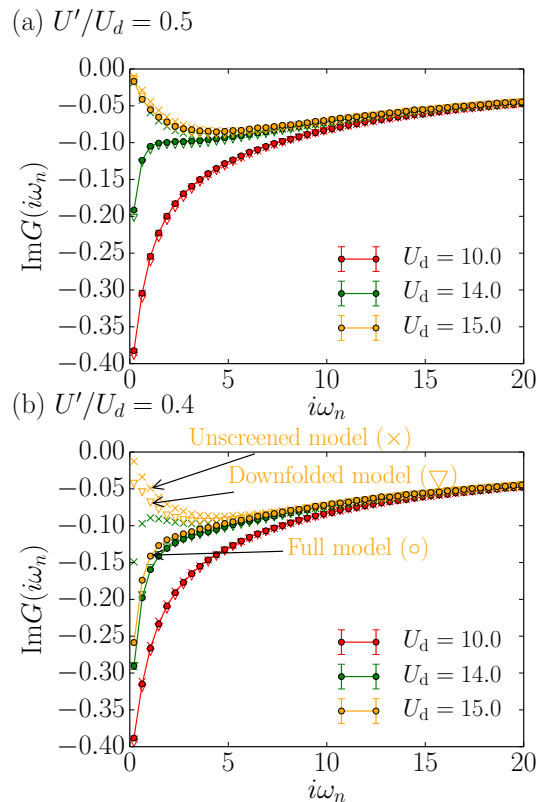 (a) U′/U_d = 0.5
0.00
−0.05
−0.10
−0.15
−0.20
−0.25
−0.30
−0.35
−0.40
ImG(iω_n)
U_d = 10.0
U_d = 14.0
U_d = 15.0
0 5 10 15 20
iω_n
(b) U′/U_d = 0.4
0.00
−0.05
−0.10
−0.15
−0.20
−0.25
−0.30
−0.35
−0.40
ImG(iω_n)
Unscreened model (×)
Downfolded model (▽)
Full model (○)
U_d = 10.0
U_d = 14.0
U_d = 15.0
0 5 10 15 20
iω_n